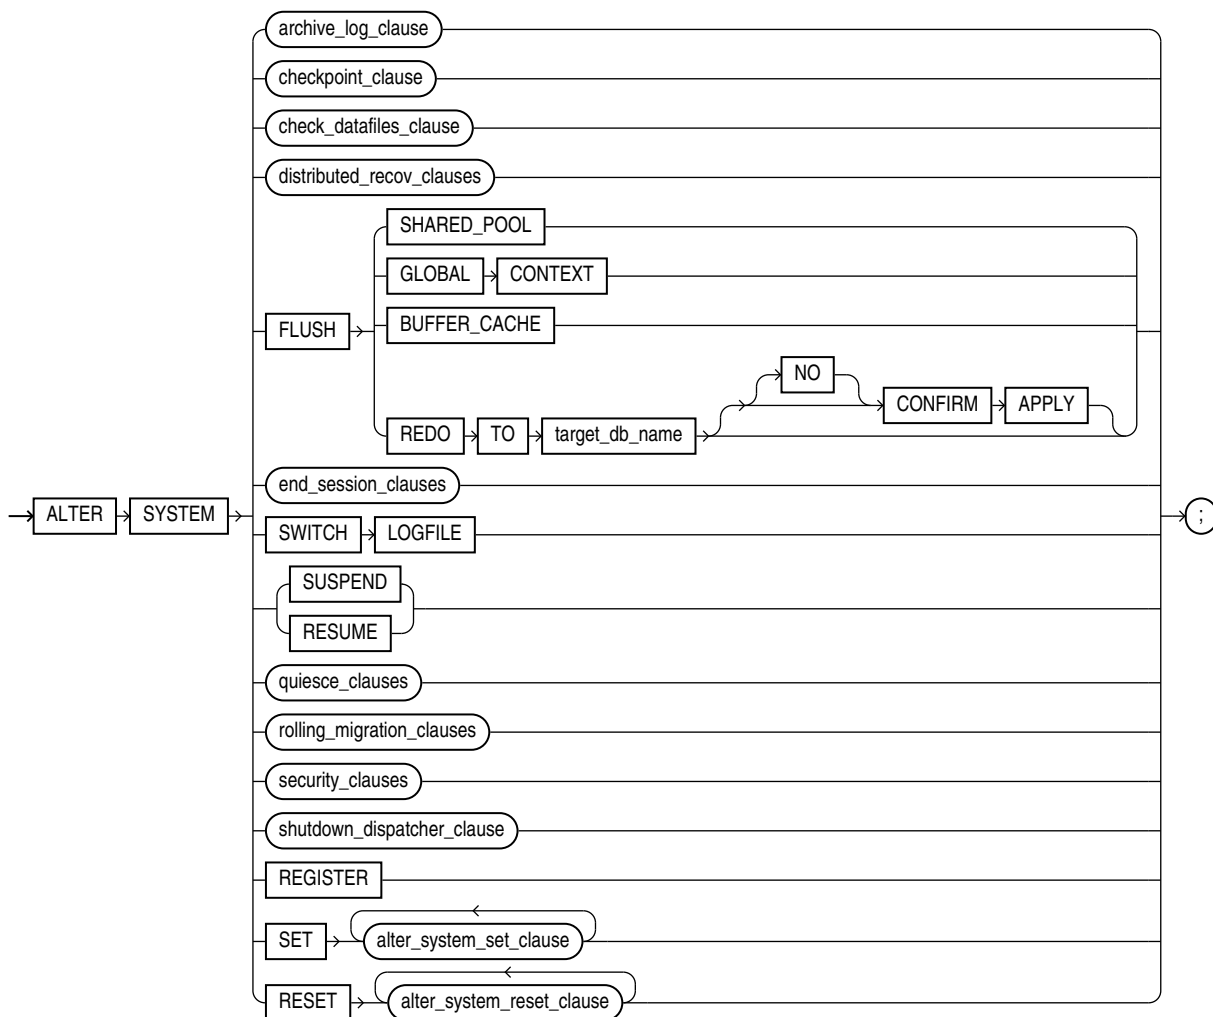 archive_log_clause
checkpoint_clause
check_datafiles_clause
distributed_recov_clauses
SHARED_POOL
GLOBAL CONTEXT
FLUSH BUFFER_CACHE
NO
CONFIRM APPLY
REDO TO target_db_name
end_session_clauses
ALTER SYSTEM ;
SWITCH LOGFILE
SUSPEND
RESUME
quiesce_clauses
rolling_migration_clauses
security_clauses
shutdown_dispatcher_clause
REGISTER
SET alter_system_set_clause
RESET alter_system_reset_clause